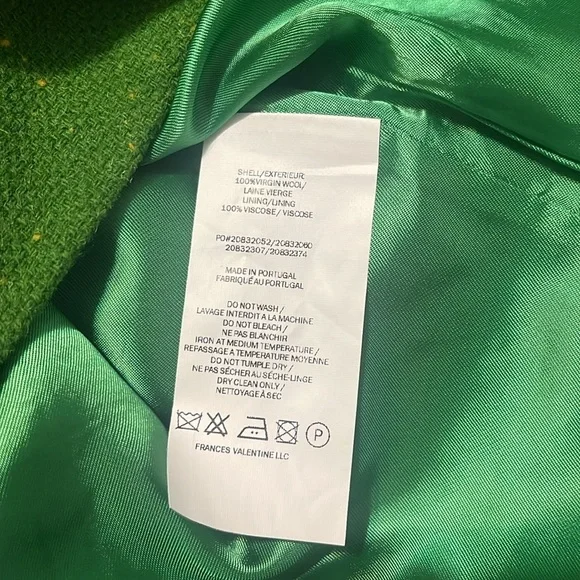 SHELL/EXTERIEUR:
100%VIRGIN WOOL/
LAINE VIERGE
LINING/LINING
100% VISCOSE/ VISCOSE
PO#20832052/20832060
20832307/20832374
MADE IN PORTUGAL
FABRIQUÉ AU PORTUGAL
DO NOT WASH /
LAVAGE INTERDIT A LA MACHINE
DO NOT BLEACH /
NE PAS BLANCHIR
IRON AT MEDIUM TEMPERATURE /
REPASSAGE A TEMPERATURE MOYENNE
DO NOT TUMPLE DRY /
NE PAS SÉCHER AU SÈCHE-LINGE
DRY CLEAN ONLY /
NETTOYAGE À SEC
P
FRANCES VALENTINE LLC